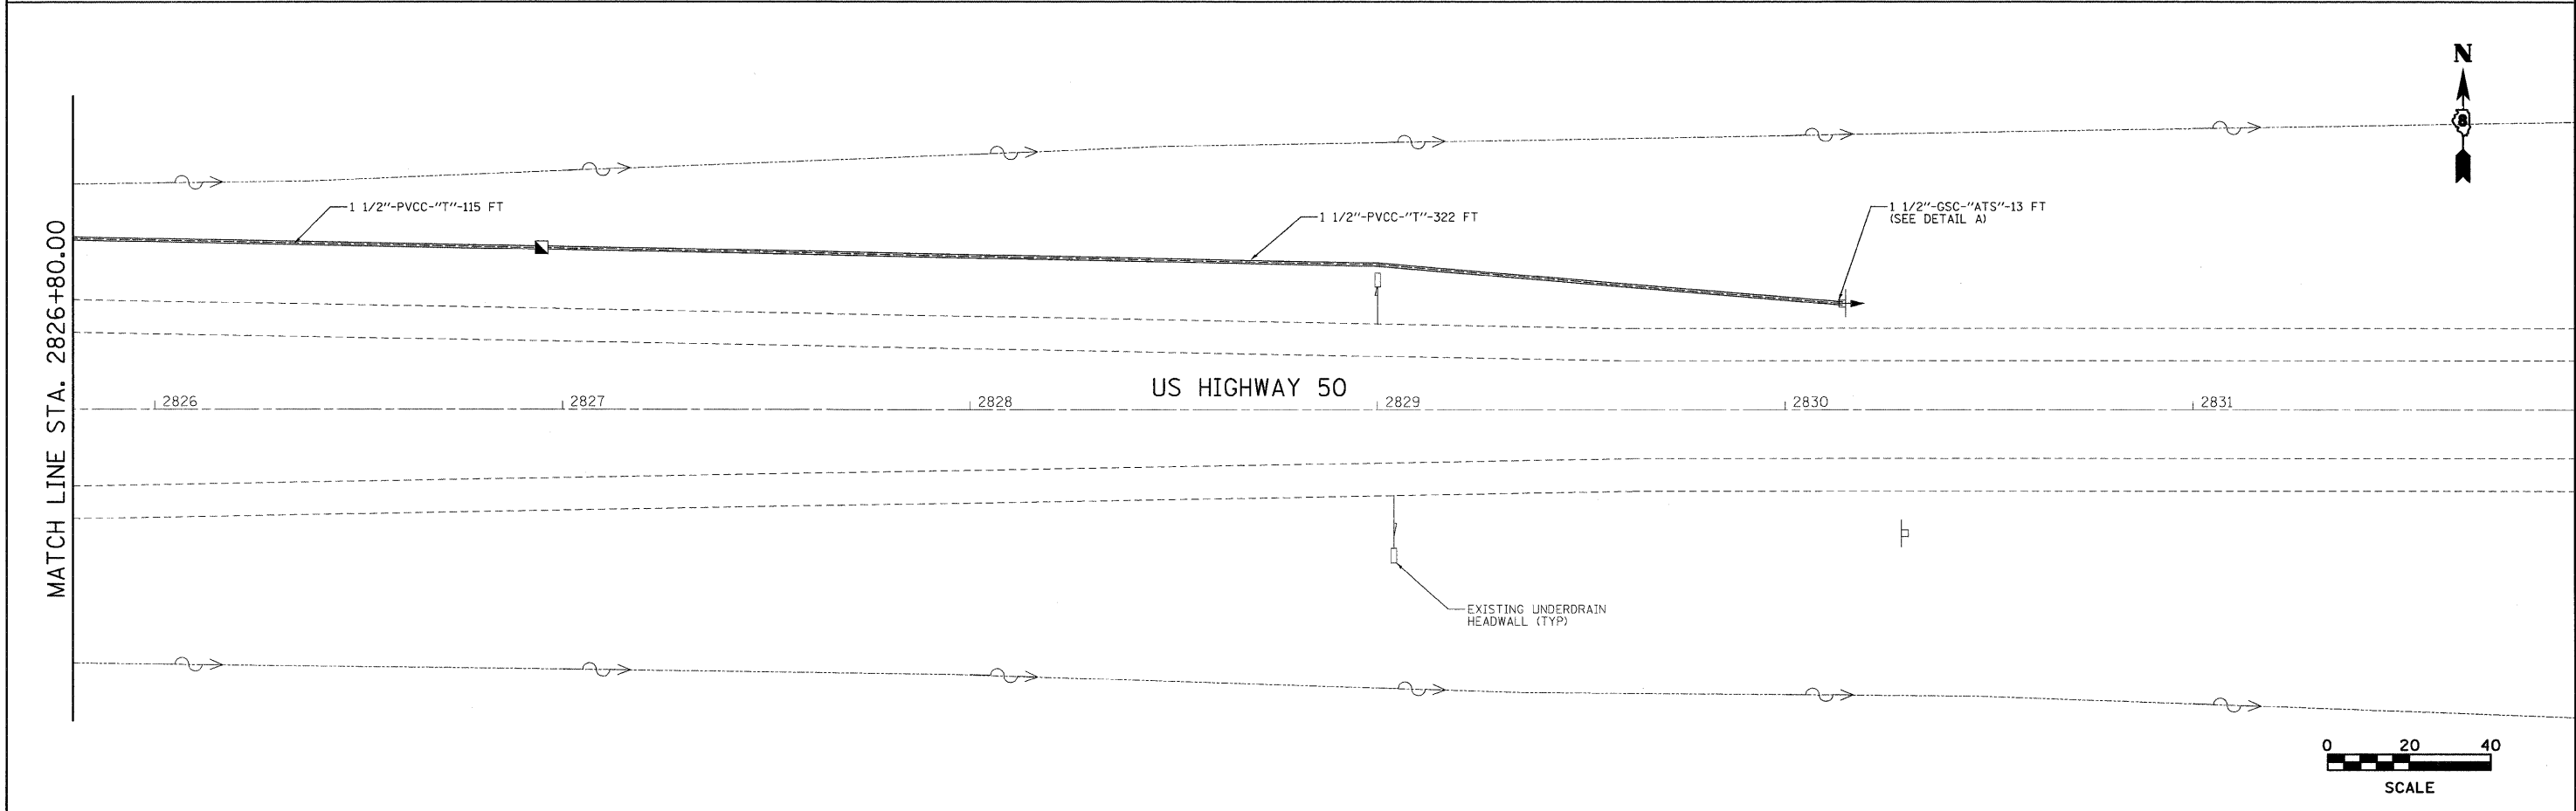 N
8
1 1/2"-PVCC-"T"-115 FT
1 1/2"-PVCC-"T"-322 FT
1 1/2"-GSC-"ATS"-13 FT
(SEE DETAIL A)
MATCH LINE STA. 2826+80.00
US HIGHWAY 50
2826
2827
2828
2829
2830
2831
EXISTING UNDERDRAIN
HEADWALL (TYP)
0 20 40
SCALE